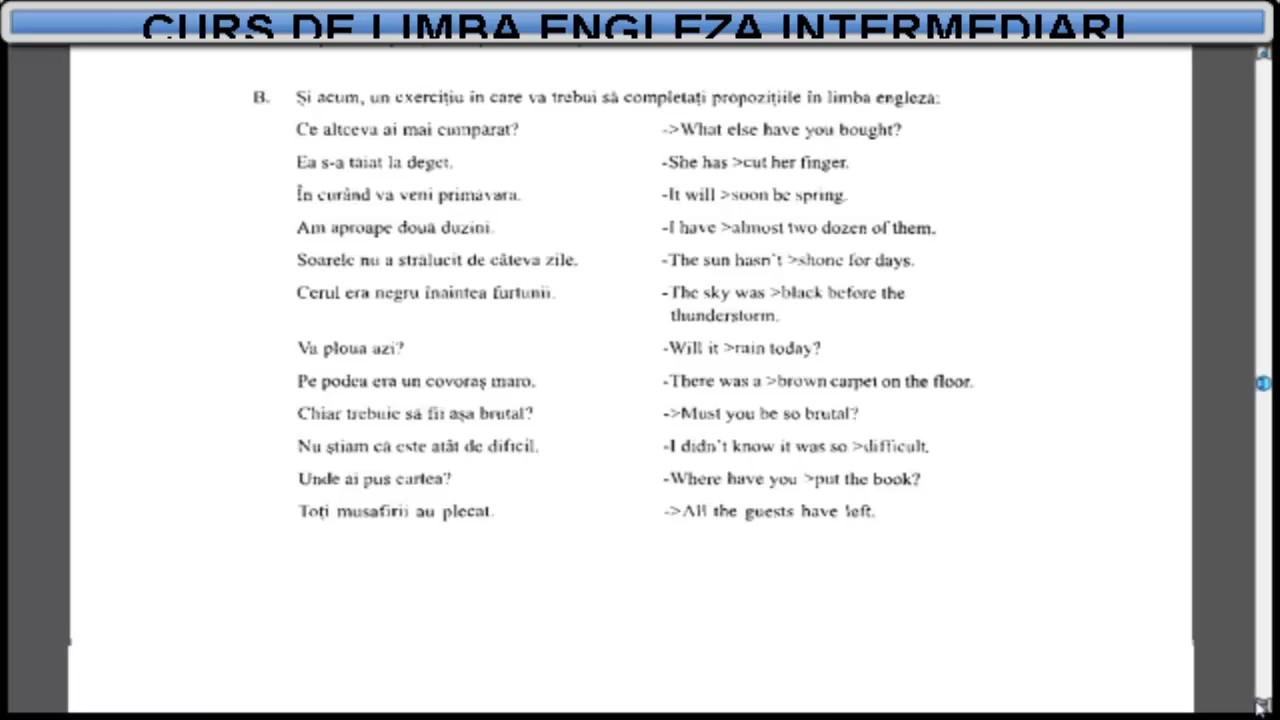 CURS DE LIMBA ENGLEZA INTERMEDIARI
B. Și acum, un exercițiu în care va trebui să completați propozițiile în limba engleză:
Ce altceva ai mai cumpărat? ->What else have you bought?
Ea s-a tăiat la deget. -She has >cut her finger.
În curând va veni primăvara. -It will >soon be spring.
Am aproape două duzini. -I have >almost two dozen of them.
Soarele nu a strălucit de câteva zile. -The sun hasn't >shone for days.
Cerul era negru înaintea furtunii. -The sky was >black before the
thunderstorm.
Va ploua azi? -Will it >rain today?
Pe podea era un covoraș maro. -There was a >brown carpet on the floor.
Chiar trebuie să fii așa brutal? ->Must you be so brutal?
Nu știam că este atât de dificil. -I didn't know it was so >difficult.
Unde ai pus cartea? -Where have you >put the book?
Toți musafirii au plecat. ->All the guests have left.